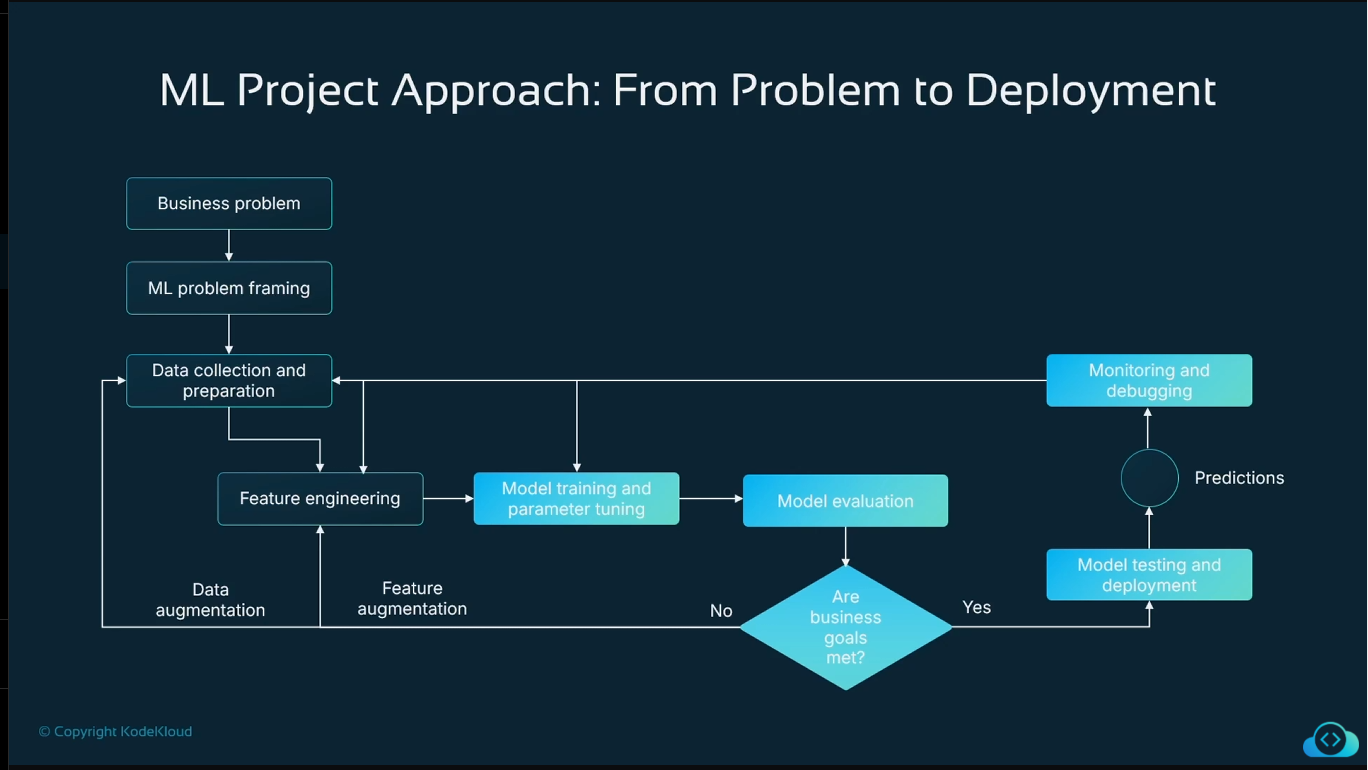 ML Project Approach: From Problem to Deployment
Business problem
ML problem framing
Data collection and
preparation
Monitoring and
debugging
Feature engineering
Model training and
parameter tuning
Model evaluation
Predictions
Model testing and
deployment
Data
augmentation
Feature
augmentation
No
Are
business
goals
met?
Yes
© Copyright KodeKloud